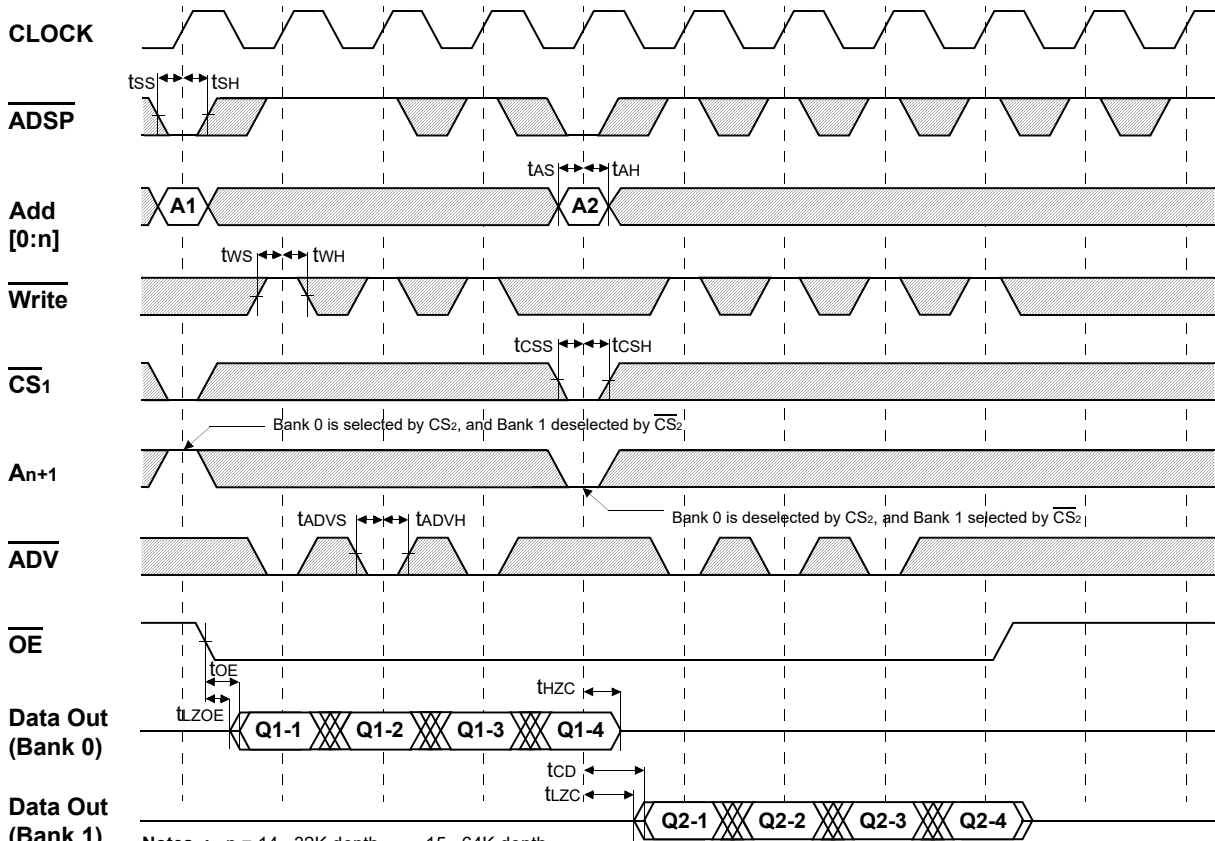 CLOCK
tSS
tSH
ADSP
tAS
tAH
Add
[0:n]
A1
A2
tWS
tWH
Write
tCSS
tCSH
CS1
Bank 0 is selected by CS2, and Bank 1 deselected by CS2
An+1
Bank 0 is deselected by CS2, and Bank 1 selected by CS2
tADVS
tADVH
ADV
OE
tOE
tHZC
tLZOE
Data Out
(Bank 0)
Q1-1
Q1-2
Q1-3
Q1-4
tCD
tLZC
Data Out
Q2-1
Q2-2
Q2-3
Q2-4
(Bank 1)